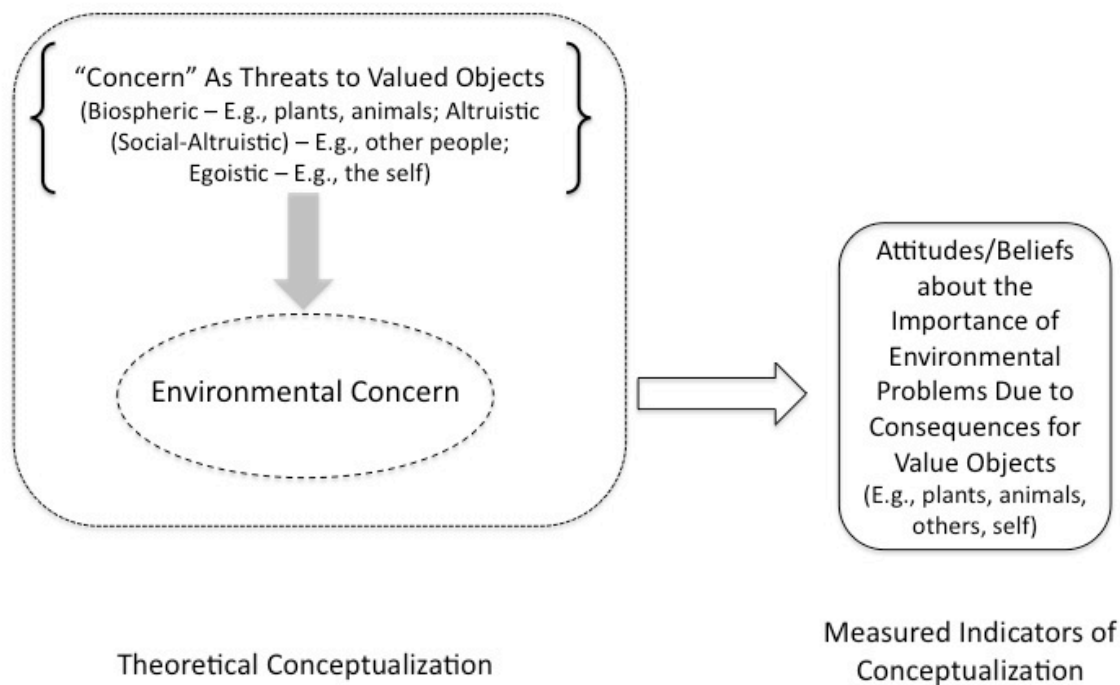 “Concern” As Threats to Valued Objects
(Biospheric – E.g., plants, animals; Altruistic
(Social-Altruistic) – E.g., other people;
Egoistic – E.g., the self)
Environmental Concern
Attitudes/Beliefs
about the
Importance of
Environmental
Problems Due to
Consequences for
Value Objects
(E.g., plants, animals,
others, self)
Theoretical Conceptualization
Measured Indicators of
Conceptualization